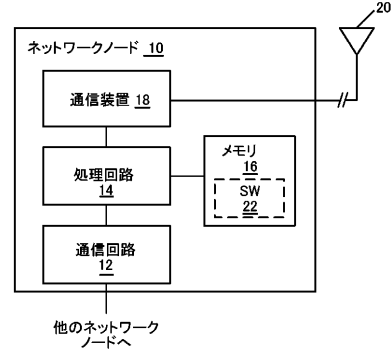 20
ネットワークノード 10
通信装置 18
処理回路
14
メモリ
16
SW
22
通信回路
12
他のネットワーク
ノードへ